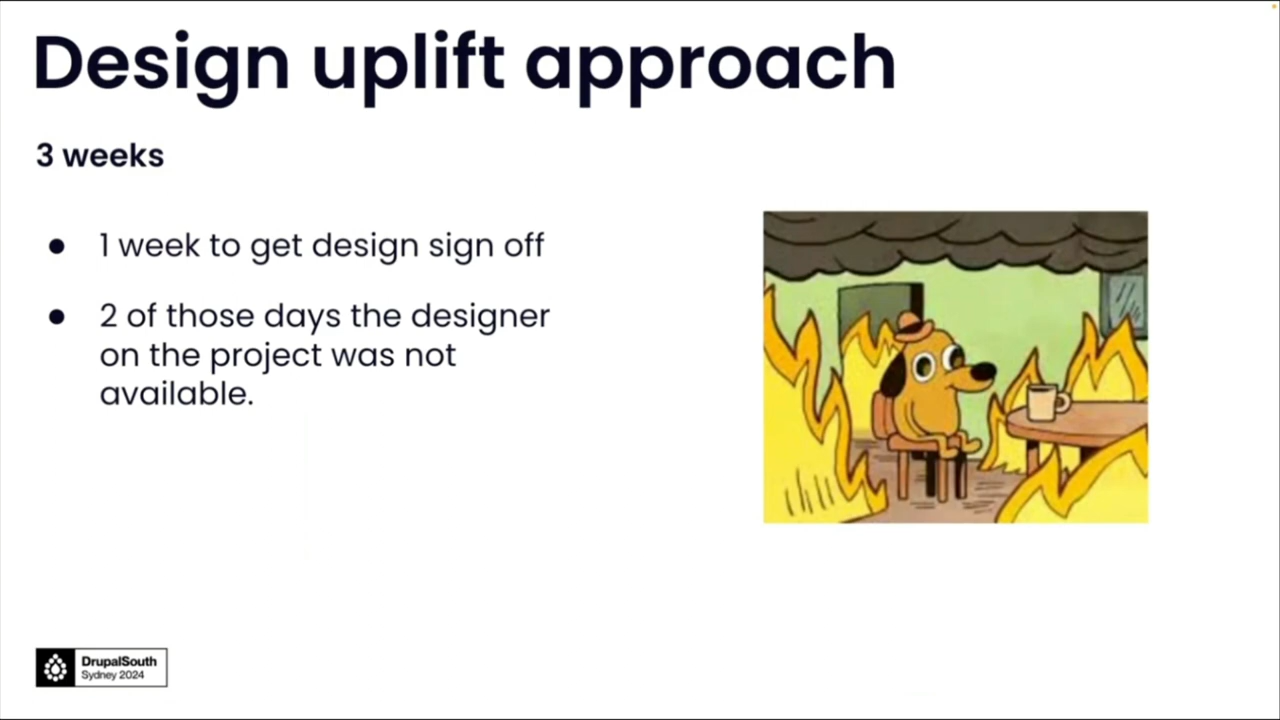 Design uplift approach
3 weeks
● 1 week to get design sign off
● 2 of those days the designer
on the project was not
available.
DrupalSouth
Sydney 2024